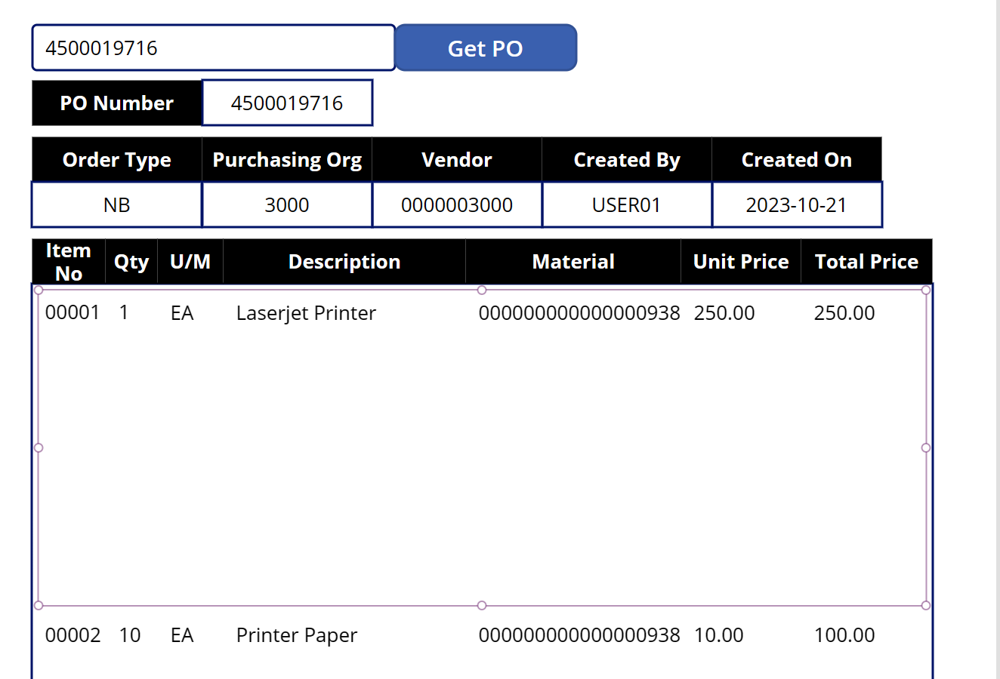 4500019716 Get PO
PO Number 4500019716
Order Type Purchasing Org Vendor Created By Created On
NB 3000 0000003000 USER01 2023-10-21
Item No Qty U/M Description Material Unit Price Total Price
00001 1 EA Laserjet Printer 000000000000000938 250.00 250.00
00002 10 EA Printer Paper 000000000000000938 10.00 100.00